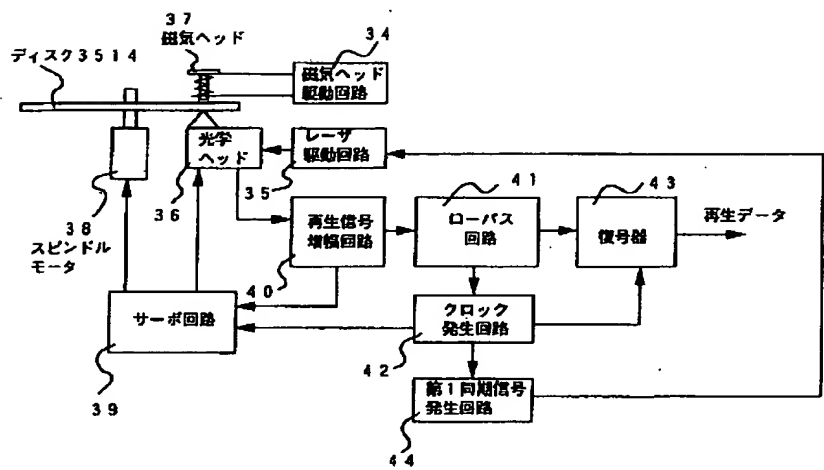 37
磁気ヘッド
34
ディスク3514
磁気ヘッド
駆動回路
光学
ヘッド
レーザ
駆動回路
35
36
38
スピンドル
モータ
41
43
再生信号
増幅回路
ローパス
回路
復号器
再生データ
40
サーボ回路
クロック
発生回路
42
39
第1同期信号
発生回路
44